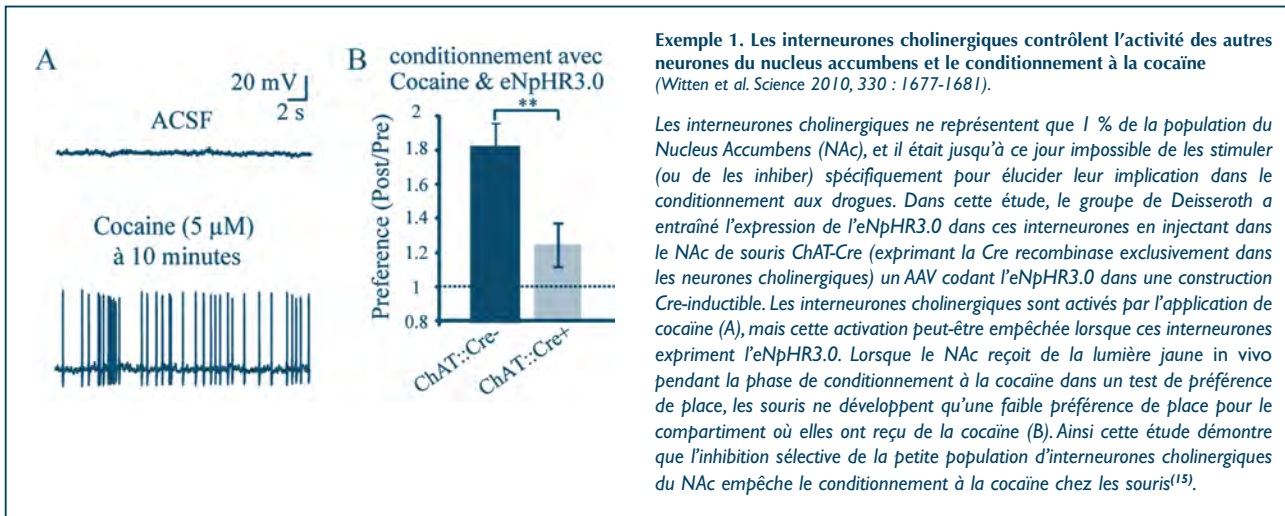 A
20 mV
2 s
ACSF
Cocaine (5 µM)
à 10 minutes
B
conditionnement avec
Cocaine & eNpHR3.0
**
Preference (Post/Pre)
2
1.8
1.6
1.4
1.2
1
0.8
ChAT::Cre-
ChAT::Cre+
Exemple 1. Les interneurones cholinergiques contrôlent l'activité des autres
neurones du nucleus accumbens et le conditionnement à la cocaïne
(Witten et al. Science 2010, 330 : 1677-1681).
Les interneurones cholinergiques ne représentent que 1 % de la population du
Nucleus Accumbens (NAc), et il était jusqu'à ce jour impossible de les stimuler
(ou de les inhiber) spécifiquement pour élucider leur implication dans le
conditionnement aux drogues. Dans cette étude, le groupe de Deisseroth a
entraîné l'expression de l'eNpHR3.0 dans ces interneurones en injectant dans
le NAc de souris ChAT-Cre (exprimant la Cre recombinase exclusivement dans
les neurones cholinergiques) un AAV codant l'eNpHR3.0 dans une construction
Cre-inductible. Les interneurones cholinergiques sont activés par l'application de
cocaïne (A), mais cette activation peut-être empêchée lorsque ces interneurones
expriment l'eNpHR3.0. Lorsque le NAc reçoit de la lumière jaune in vivo
pendant la phase de conditionnement à la cocaïne dans un test de préférence
de place, les souris ne développent qu'une faible préférence de place pour le
compartiment où elles ont reçu de la cocaïne (B). Ainsi cette étude démontre
que l'inhibition sélective de la petite population d'interneurones cholinergiques
du NAc empêche le conditionnement à la cocaïne chez les souris(15).